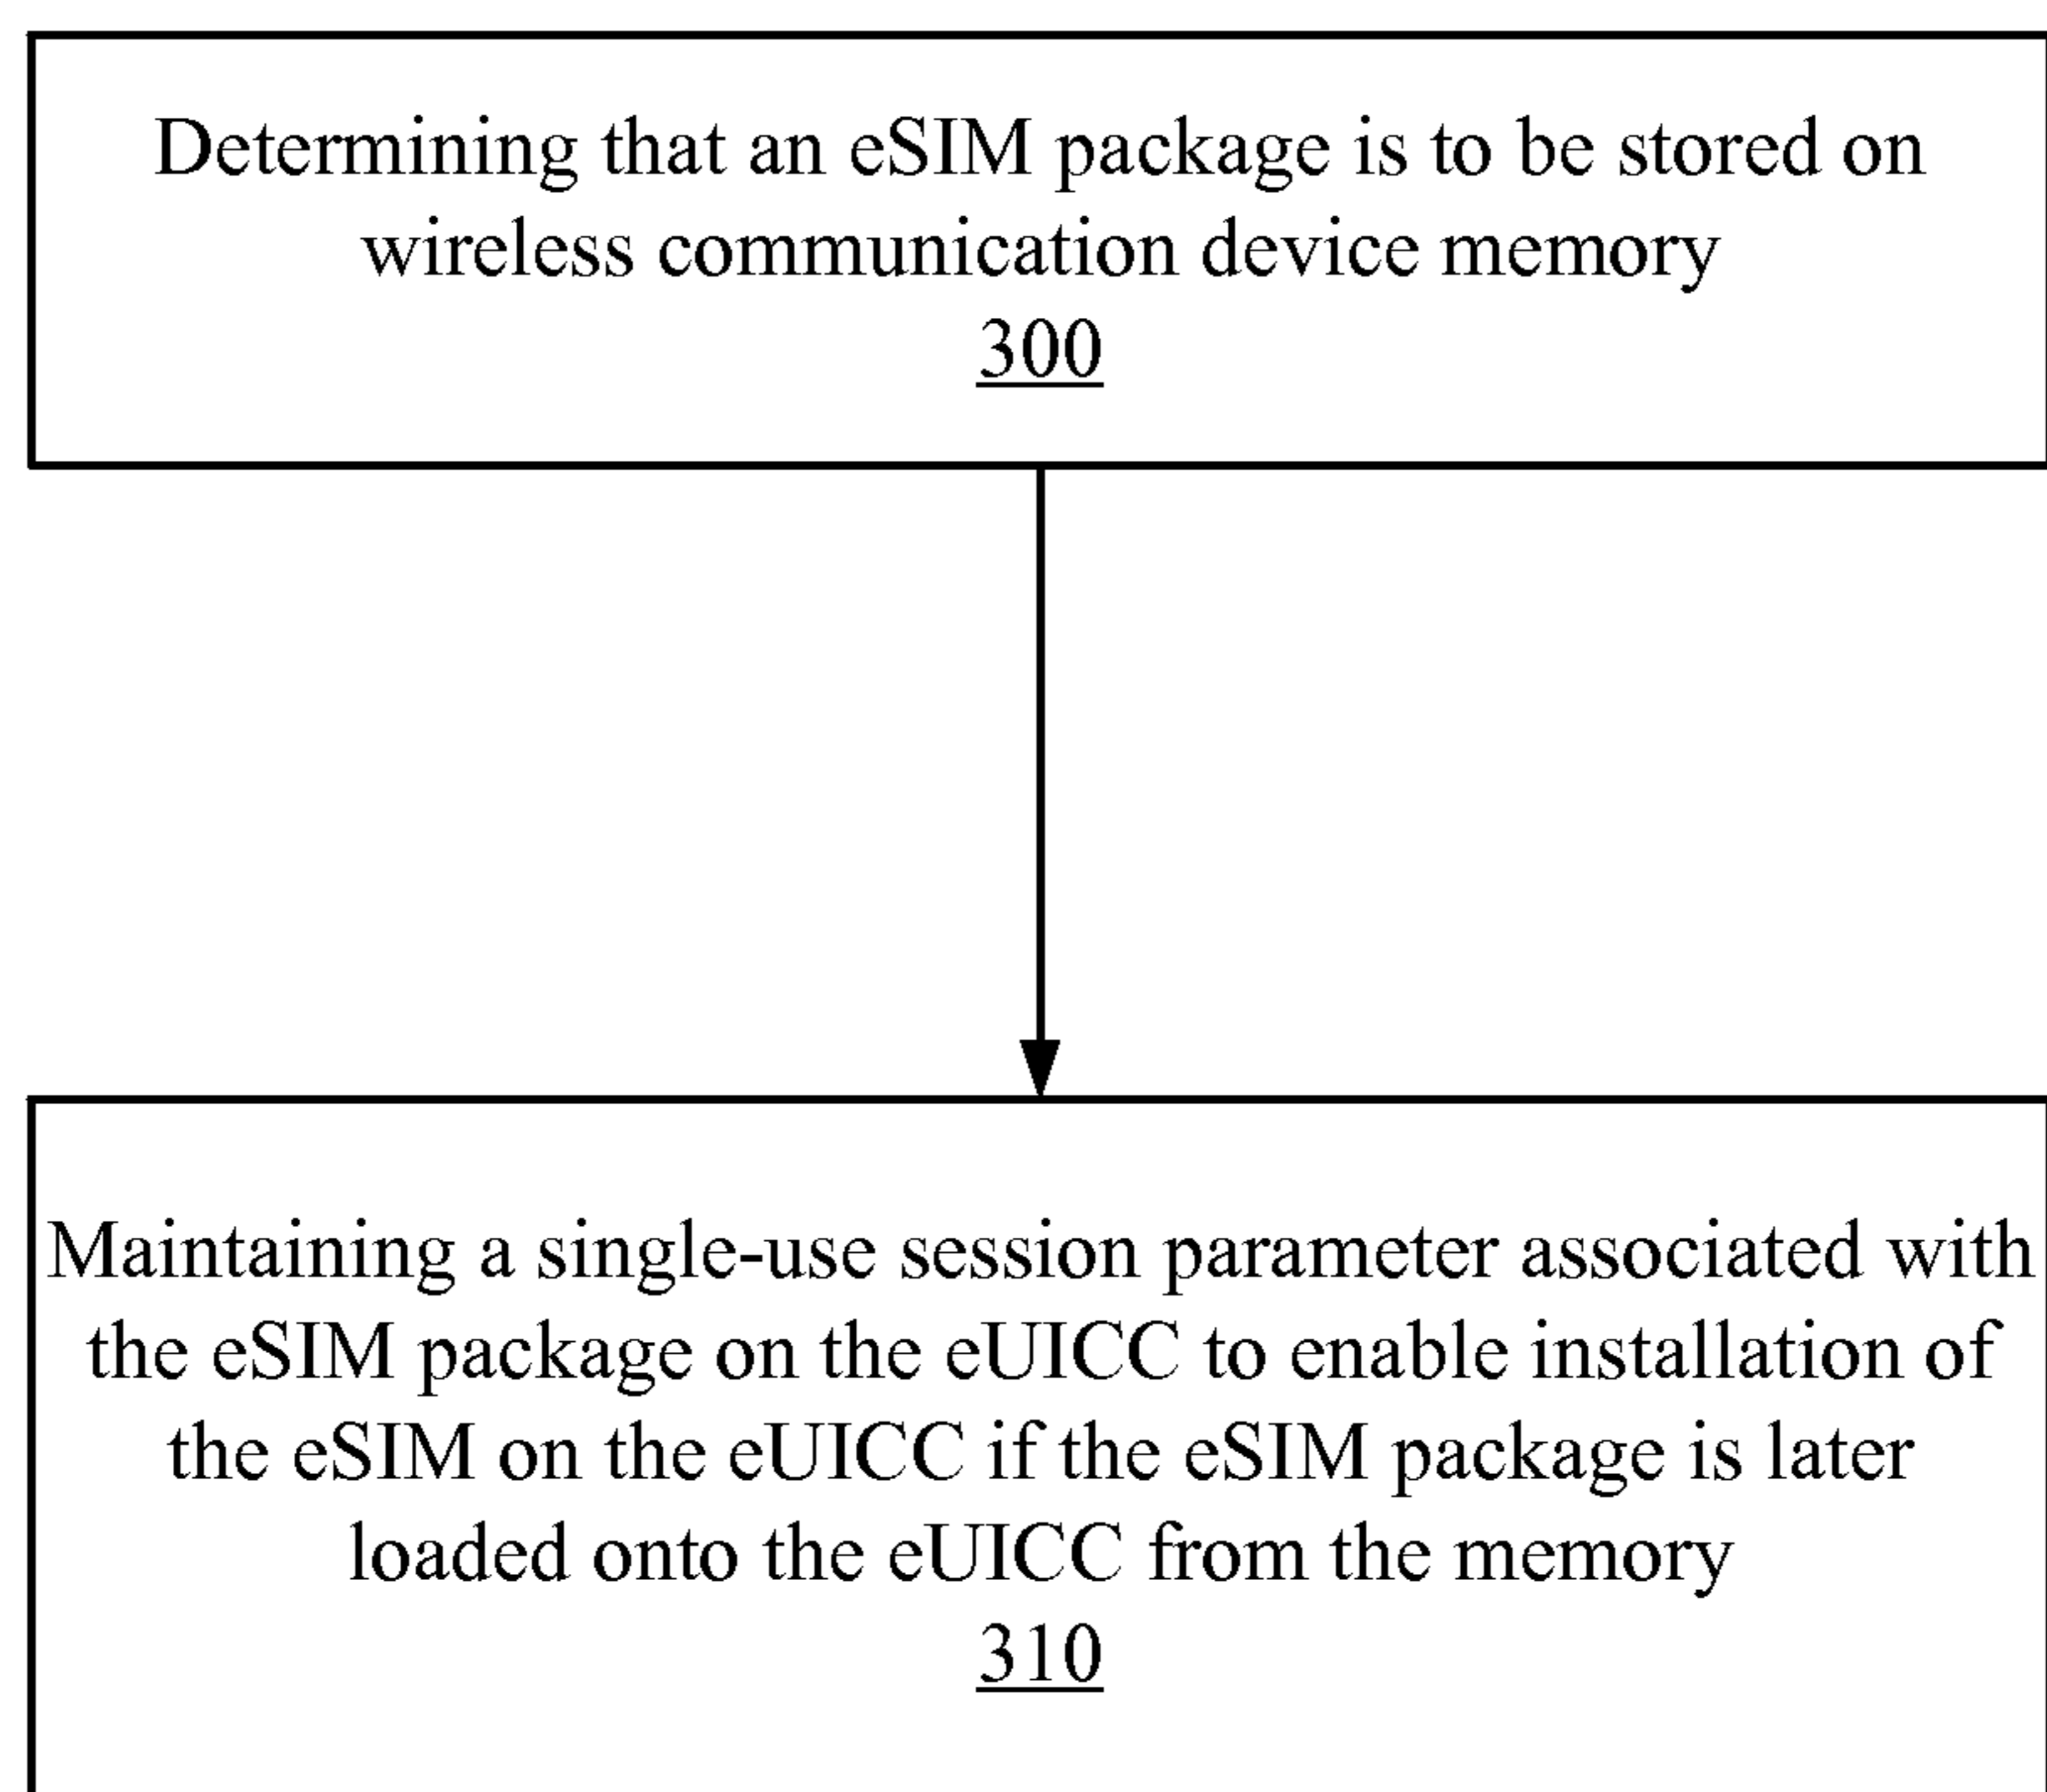 Determining that an eSIM package is to be stored on
wireless communication device memory
300
Maintaining a single-use session parameter associated with
the eSIM package on the eUICC to enable installation of
the eSIM on the eUICC if the eSIM package is later
loaded onto the eUICC from the memory
310